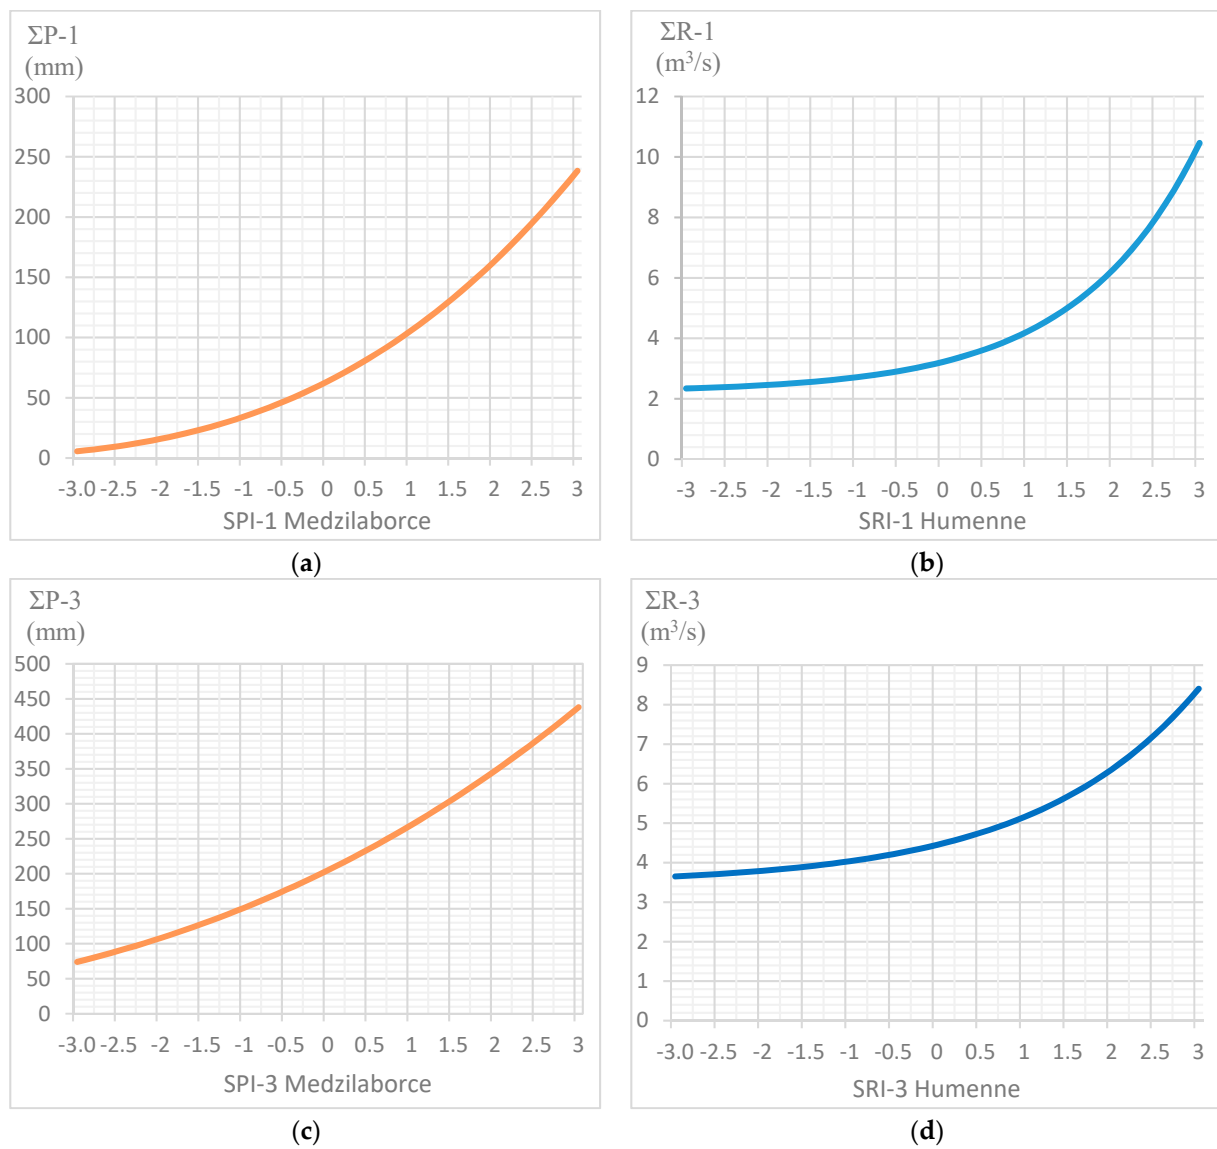 ΣP-1
(mm)
300
250
200
150
100
50
0
-3.0 -2.5 -2 -1.5 -1 -0.5 0 0.5 1 1.5 2 2.5 3
SPI-1 Medzilaborce
(a)
ΣR-1
(m³/s)
12
10
8
6
4
2
0
-3 -2.5 -2 -1.5 -1 -0.5 0 0.5 1 1.5 2 2.5 3
SRI-1 Humenne
(b)
ΣP-3
(mm)
500
450
400
350
300
250
200
150
100
50
0
-3.0 -2.5 -2 -1.5 -1 -0.5 0 0.5 1 1.5 2 2.5 3
SPI-3 Medzilaborce
(c)
ΣR-3
(m³/s)
9
8
7
6
5
4
3
2
1
0
-3.0 -2.5 -2 -1.5 -1 -0.5 0 0.5 1 1.5 2 2.5 3
SRI-3 Humenne
(d)